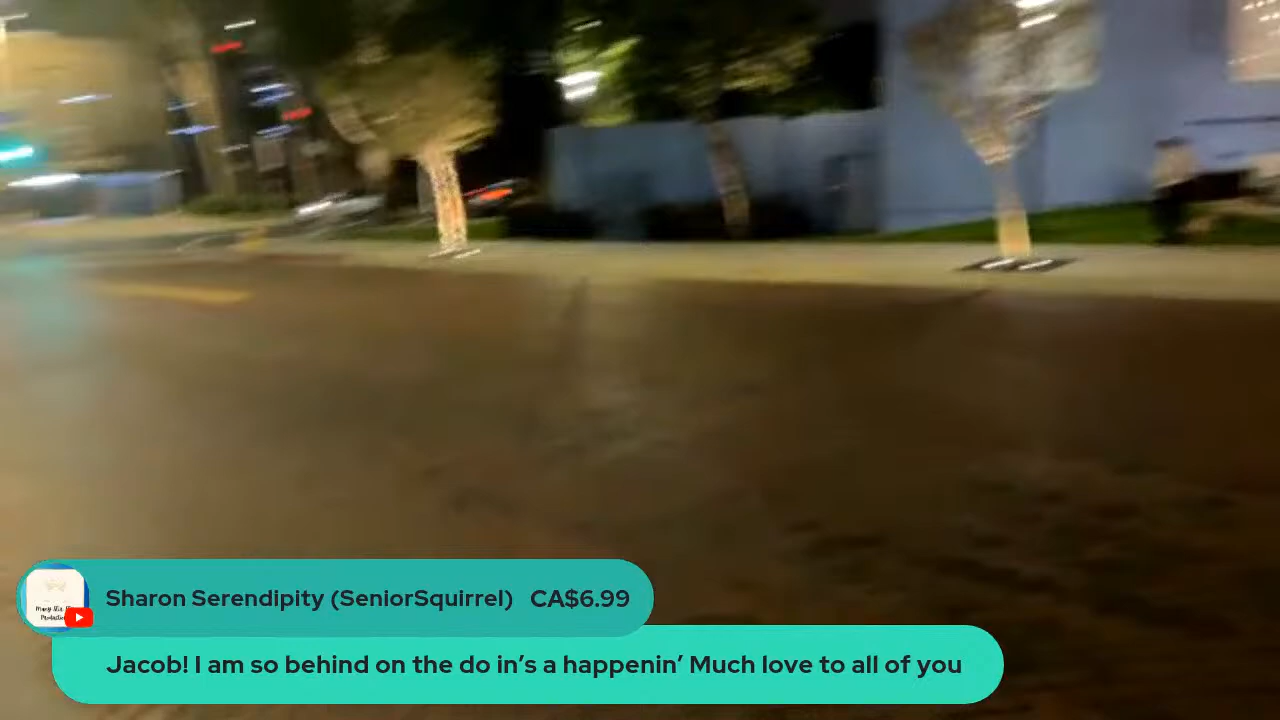 Sharon Serendipity (SeniorSquirrel) CA$6.99
Jacob! I am so behind on the do in’s a happenin’ Much love to all of you